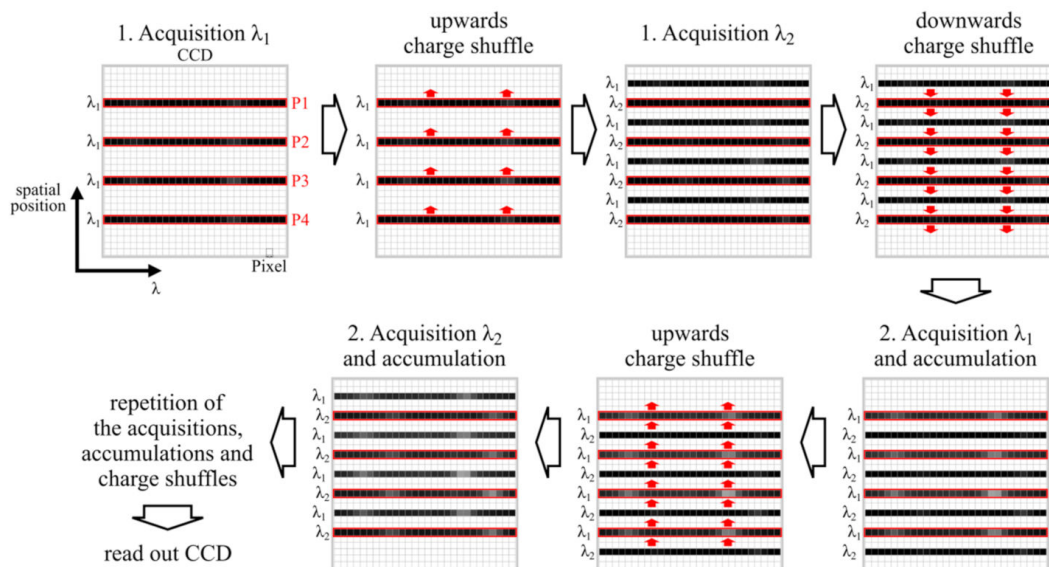 1. Acquisition λ₁
CCD
λ₁
λ₁
λ₁
λ₁
P1
P2
P3
P4
spatial
position
λ
Pixel
upwards
charge shuffle
λ₁
λ₁
λ₁
λ₁
1. Acquisition λ₂
λ₁
λ₂
λ₁
λ₂
λ₁
λ₂
λ₁
λ₂
downwards
charge shuffle
λ₁
λ₂
λ₁
λ₂
λ₁
λ₂
λ₁
λ₂
2. Acquisition λ₁
and accumulation
λ₁
λ₂
λ₁
λ₂
λ₁
λ₂
λ₁
λ₂
upwards
charge shuffle
λ₁
λ₂
λ₁
λ₂
λ₁
λ₂
λ₁
λ₂
2. Acquisition λ₂
and accumulation
λ₁
λ₂
λ₁
λ₂
λ₁
λ₂
λ₁
λ₂
repetition of
the acquisitions,
accumulations and
charge shuffles
read out CCD